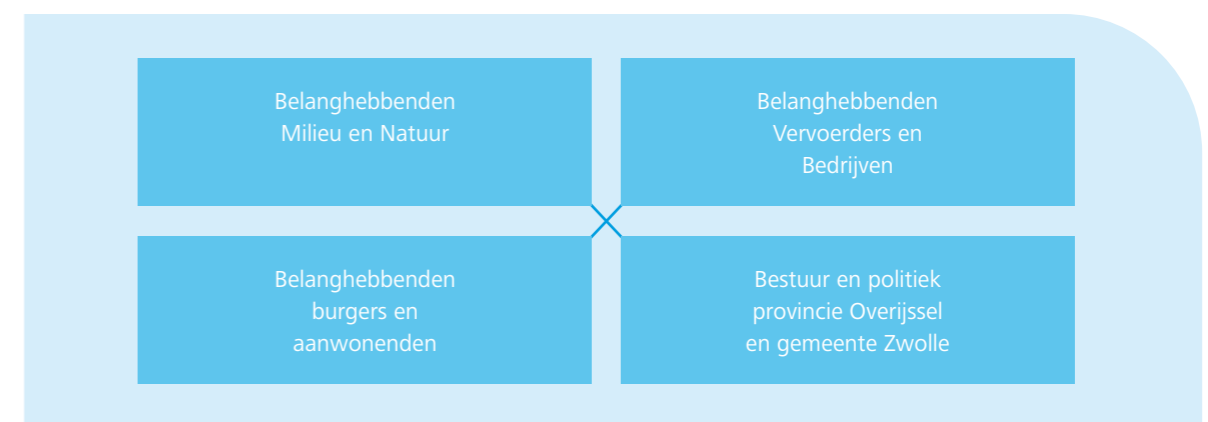 Belanghebbenden
Milieu en Natuur
Belanghebbenden
Vervoerders en
Bedrijven
Belanghebbenden
burgers en
aanwonenden
Bestuur en politiek
provincie Overijssel
en gemeente Zwolle